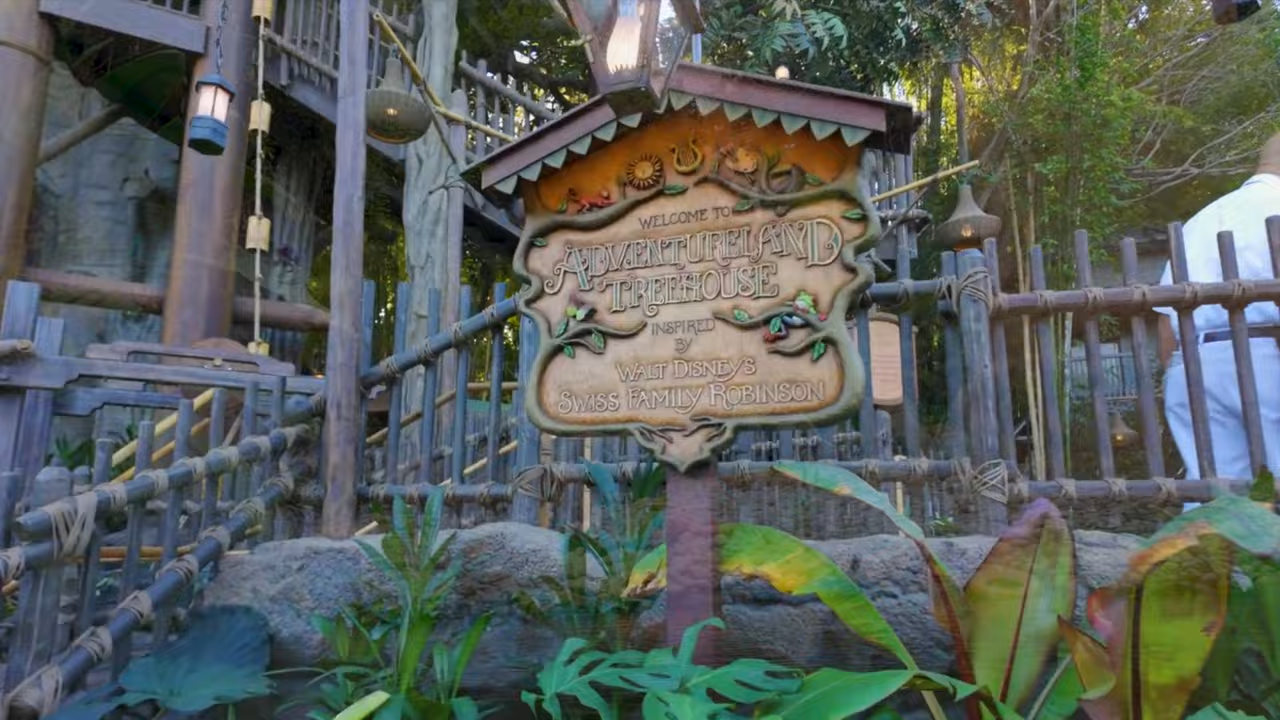 WELCOME TO
ADVENTURELAND
TREEHOUSE
INSPIRED
BY
WALT DISNEY'S
SWISS FAMILY ROBINSON